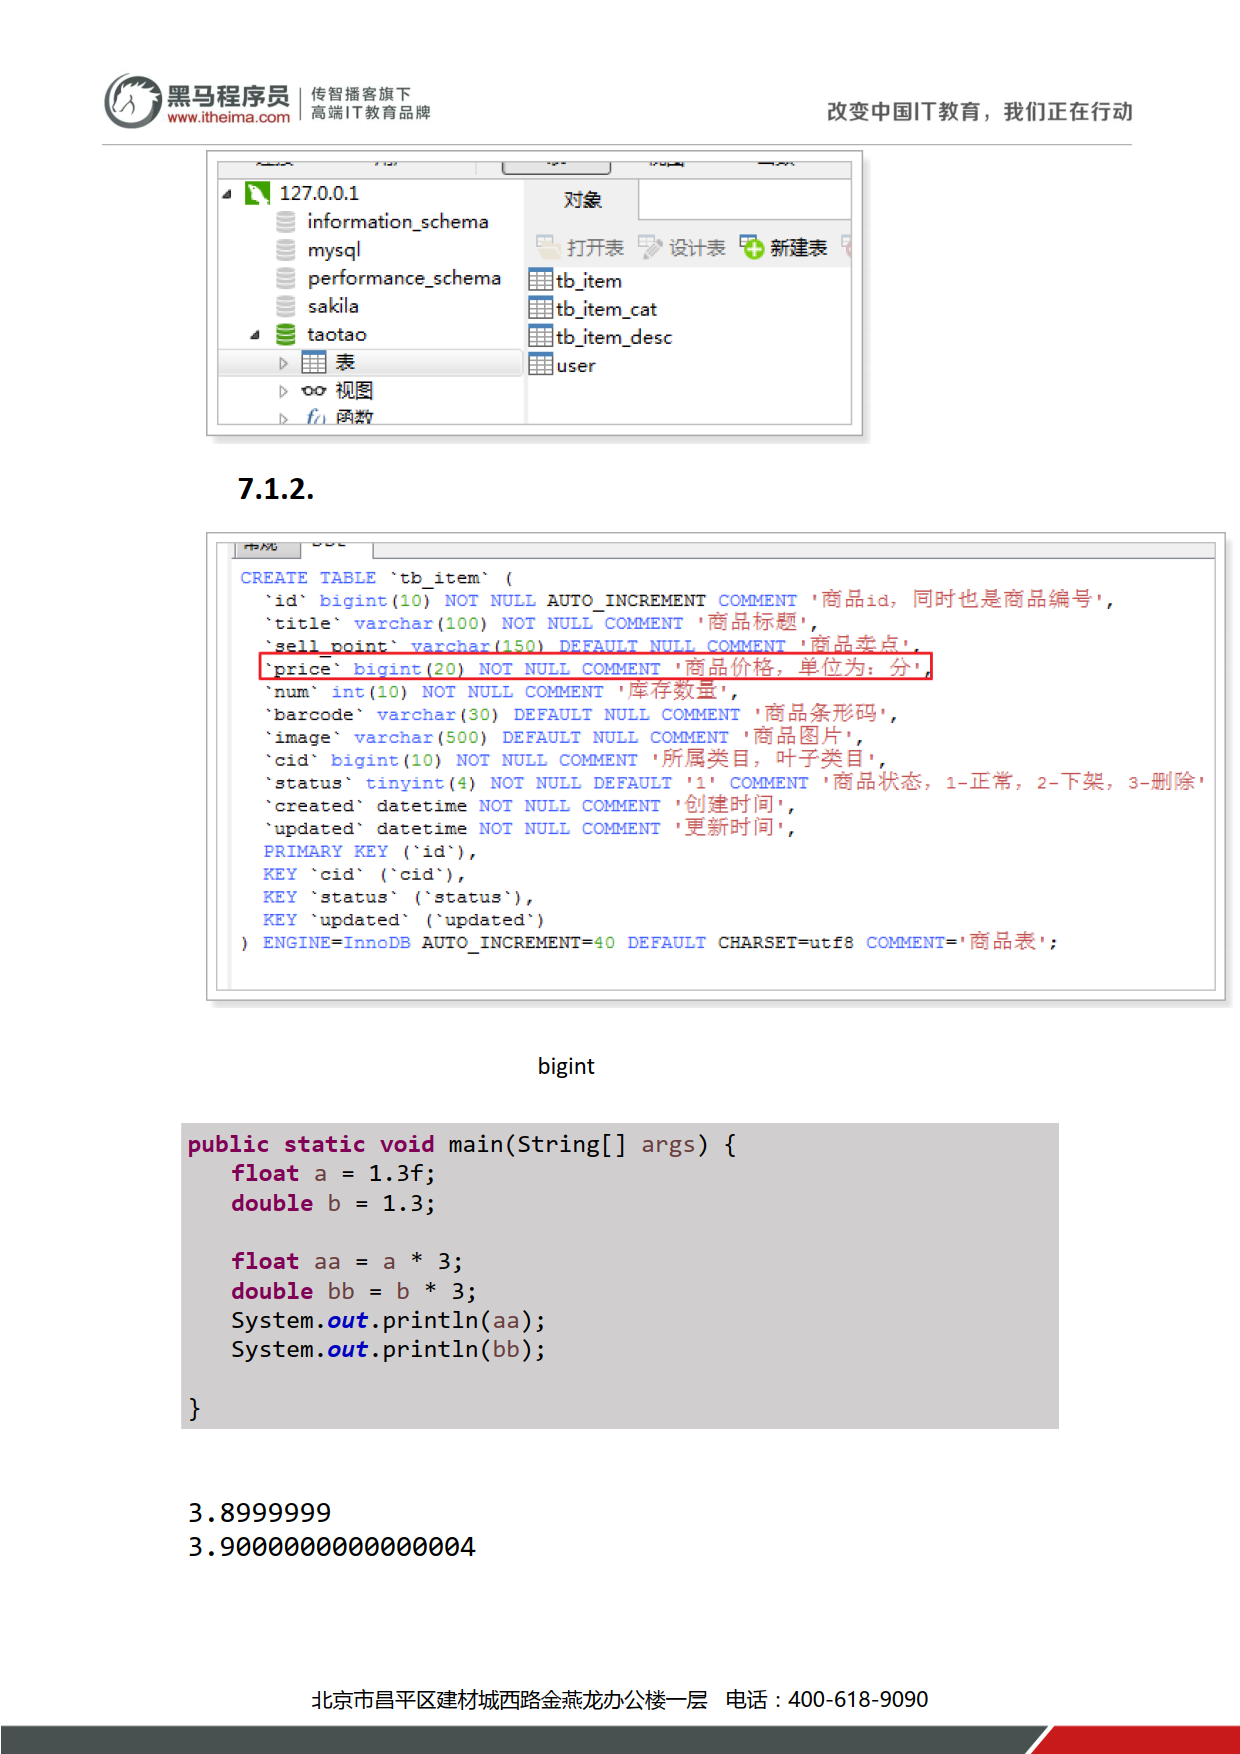 黑马程序员
www.itheima.com
传智播客旗下
高端IT教育品牌
改变中国IT教育，我们正在行动
127.0.0.1
information_schema
mysql
performance_schema
sakila
taotao
表
视图
函数
对象
打开表 设计表 新建表
tb_item
tb_item_cat
tb_item_desc
user
7.1.2.
常规 DDL
CREATE TABLE `tb_item` (
`id` bigint(10) NOT NULL AUTO_INCREMENT COMMENT '商品id，同时也是商品编号',
`title` varchar(100) NOT NULL COMMENT '商品标题',
`sell_point` varchar(150) DEFAULT NULL COMMENT '商品卖点',
`price` bigint(20) NOT NULL COMMENT '商品价格，单位为：分',
`num` int(10) NOT NULL COMMENT '库存数量',
`barcode` varchar(30) DEFAULT NULL COMMENT '商品条形码',
`image` varchar(500) DEFAULT NULL COMMENT '商品图片',
`cid` bigint(10) NOT NULL COMMENT '所属类目，叶子类目',
`status` tinyint(4) NOT NULL DEFAULT '1' COMMENT '商品状态，1-正常，2-下架，3-删除'
`created` datetime NOT NULL COMMENT '创建时间',
`updated` datetime NOT NULL COMMENT '更新时间',
PRIMARY KEY (`id`),
KEY `cid` (`cid`),
KEY `status` (`status`),
KEY `updated` (`updated`)
) ENGINE=InnoDB AUTO_INCREMENT=40 DEFAULT CHARSET=utf8 COMMENT='商品表';
bigint
public static void main(String[] args) {
float a = 1.3f;
double b = 1.3;
float aa = a * 3;
double bb = b * 3;
System.out.println(aa);
System.out.println(bb);
}
3.8999999
3.9000000000000004
北京市昌平区建材城西路金燕龙办公楼一层 电话：400-618-9090